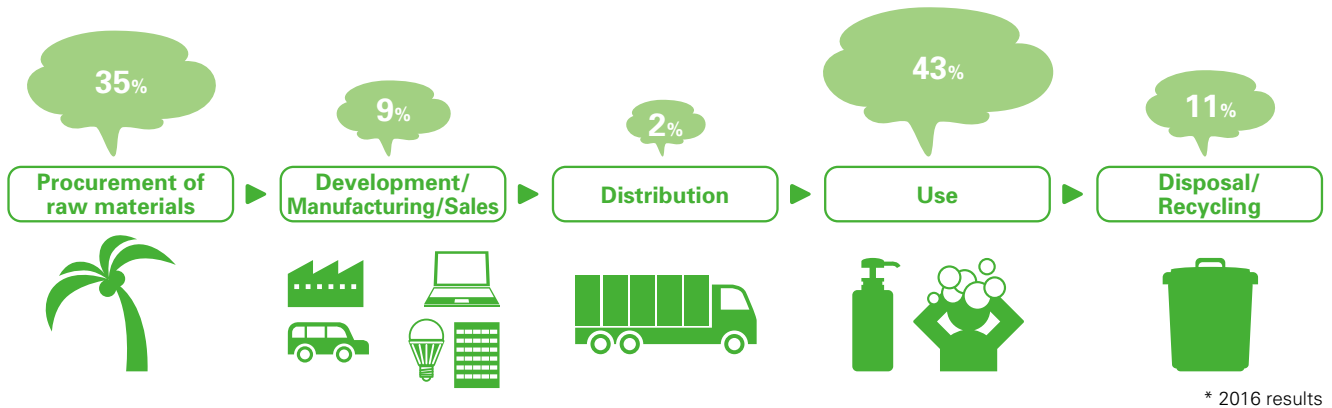 35%
9%
2%
43%
11%
Procurement of
raw materials
Development/
Manufacturing/Sales
Distribution
Use
Disposal/
Recycling
* 2016 results